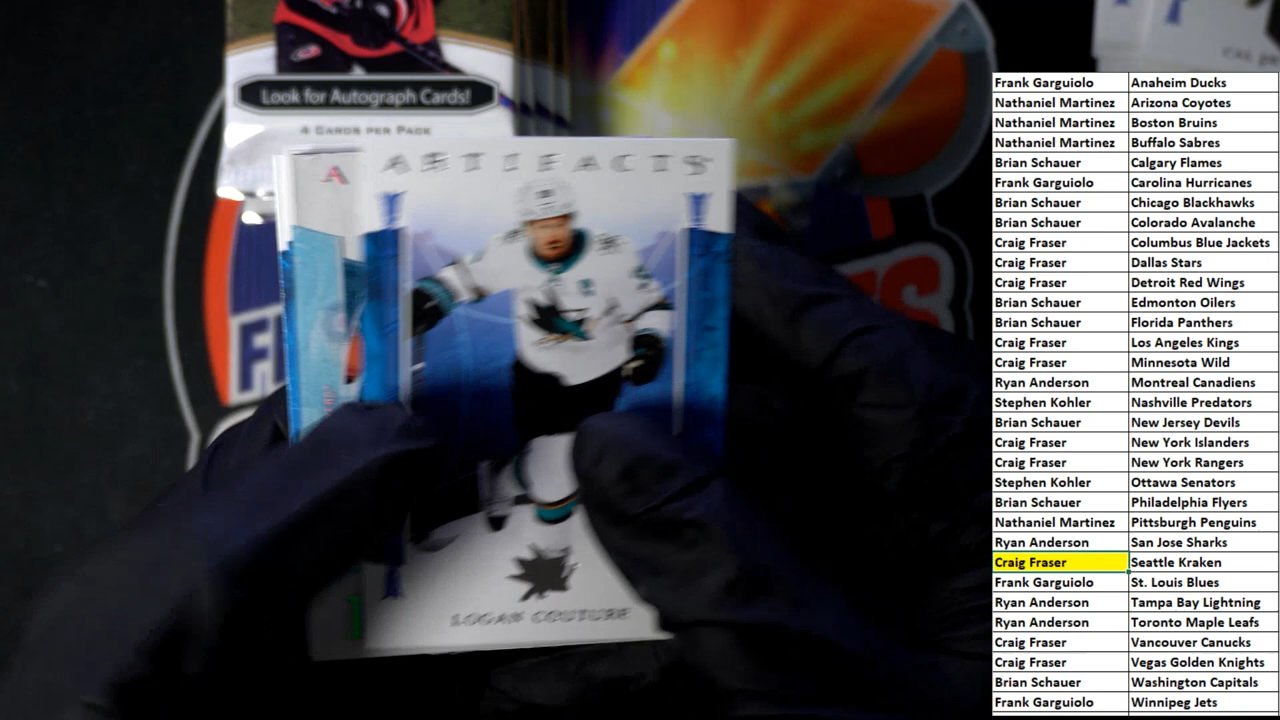 Look for Autograph Cards!
4 CARDS PER PACK
ARTIFACTS
A
LOGAN COUTURE
Frank Garguiolo Anaheim Ducks
Nathaniel Martinez Arizona Coyotes
Nathaniel Martinez Boston Bruins
Nathaniel Martinez Buffalo Sabres
Brian Schauer Calgary Flames
Frank Garguiolo Carolina Hurricanes
Brian Schauer Chicago Blackhawks
Brian Schauer Colorado Avalanche
Craig Fraser Columbus Blue Jackets
Craig Fraser Dallas Stars
Craig Fraser Detroit Red Wings
Brian Schauer Edmonton Oilers
Brian Schauer Florida Panthers
Craig Fraser Los Angeles Kings
Craig Fraser Minnesota Wild
Ryan Anderson Montreal Canadiens
Stephen Kohler Nashville Predators
Brian Schauer New Jersey Devils
Craig Fraser New York Islanders
Craig Fraser New York Rangers
Stephen Kohler Ottawa Senators
Brian Schauer Philadelphia Flyers
Nathaniel Martinez Pittsburgh Penguins
Ryan Anderson San Jose Sharks
Craig Fraser Seattle Kraken
Frank Garguiolo St. Louis Blues
Ryan Anderson Tampa Bay Lightning
Ryan Anderson Toronto Maple Leafs
Craig Fraser Vancouver Canucks
Craig Fraser Vegas Golden Knights
Brian Schauer Washington Capitals
Frank Garguiolo Winnipeg Jets